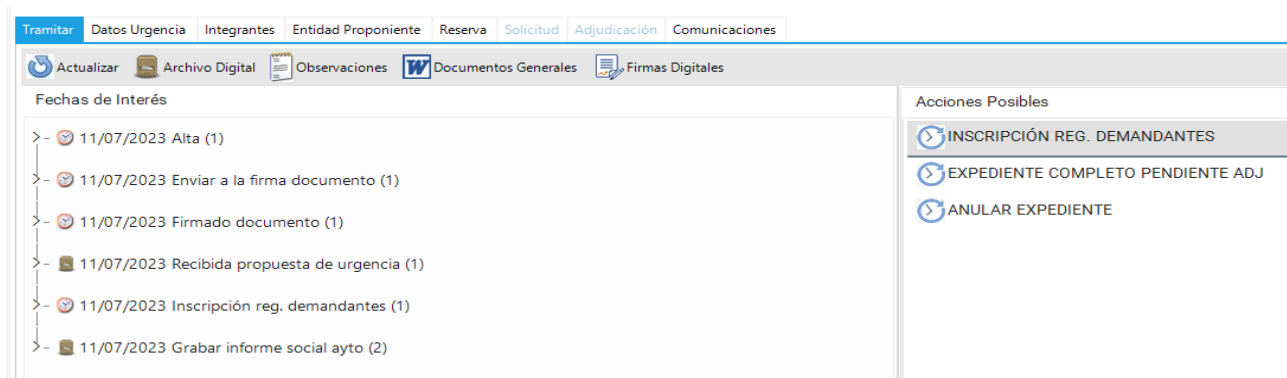 Tramitar Datos Urgencia Integrantes Entidad Proponente Reserva Solicitud Adjudicación Comunicaciones
Actualizar Archivo Digital Observaciones W Documentos Generales Firmas Digitales
Fechas de Interés
11/07/2023 Alta (1)
11/07/2023 Enviar a la firma documento (1)
11/07/2023 Firmado documento (1)
11/07/2023 Recibida propuesta de urgencia (1)
11/07/2023 Inscripción reg. demandantes (1)
11/07/2023 Grabar informe social ayto (2)
Acciones Posibles
INSCRIPCIÓN REG. DEMANDANTES
EXPEDIENTE COMPLETO PENDIENTE ADJ
ANULAR EXPEDIENTE